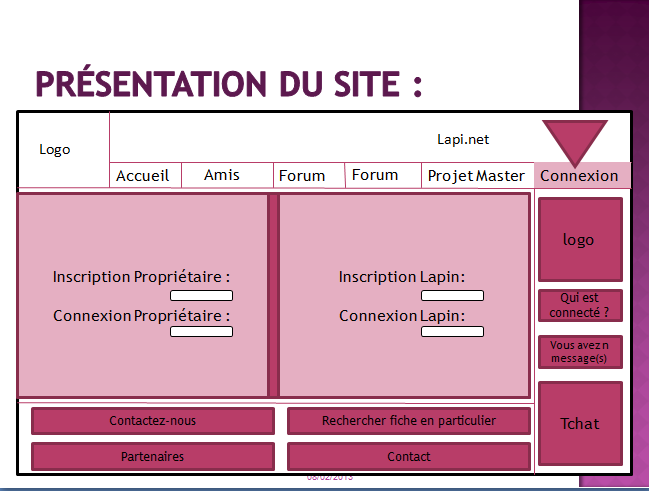 PRÉSENTATION DU SITE :
Logo
Lapi.net
Accueil
Amis
Forum
Forum
Projet Master
Connexion
Inscription Propriétaire :
Connexion Propriétaire :
Inscription Lapin:
Connexion Lapin:
logo
Qui est
connecté ?
Vous avez n
message(s)
Tchat
Contactez-nous
Rechercher fiche en particulier
Partenaires
Contact
08/02/2013